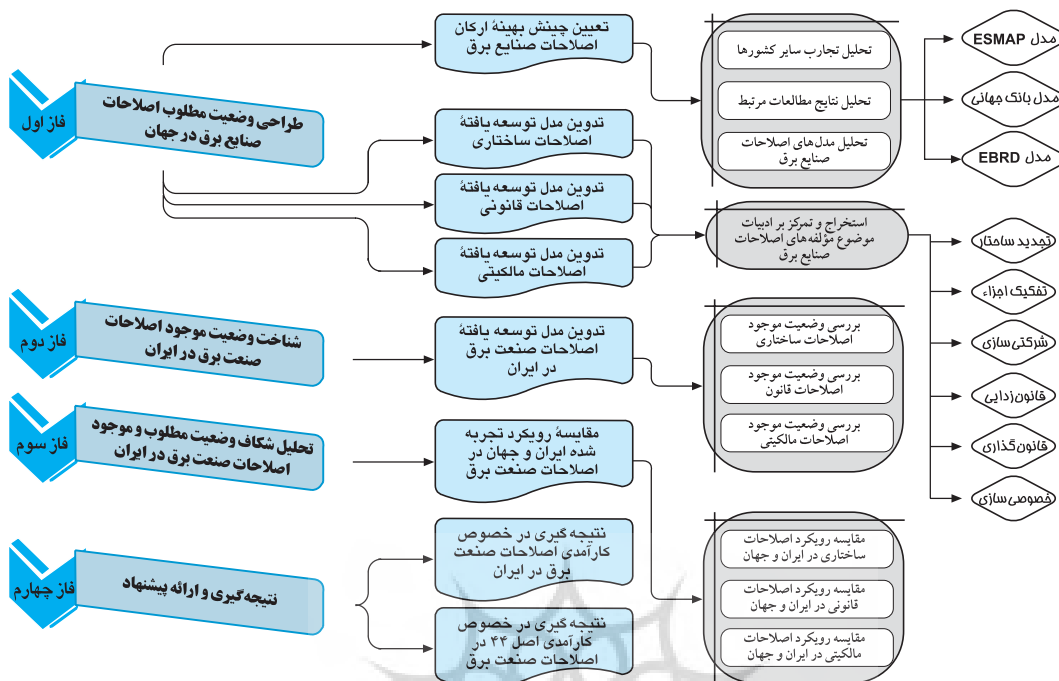 فاز اول
طراحی وضعیت مطلوب اصلاحات
صنایع برق در جهان
تعیین چینش بهینهٔ ارکان
اصلاحات صنایع برق
تدوین مدل توسعه یافتهٔ
اصلاحات ساختاری
تدوین مدل توسعه یافتهٔ
اصلاحات قانونی
تدوین مدل توسعه یافتهٔ
اصلاحات مالکیتی
تحلیل تجارب سایر کشورها
تحلیل نتایج مطالعات مرتبط
تحلیل مدل‌های اصلاحات
صنایع برق
مدل ESMAP
مدل بانک جهانی
مدل EBRD
استخراج و تمرکز بر ادبیات
موضوع مؤلفه‌های اصلاحات
صنایع برق
تجدید ساختار
تفکیک اجزاء
شرکتی سازی
قانون زدایی
قانون گذاری
خصوصی سازی
فاز دوم
شناخت وضعیت موجود اصلاحات
صنعت برق در ایران
تدوین مدل توسعه یافتهٔ
اصلاحات صنعت برق
در ایران
بررسی وضعیت موجود
اصلاحات ساختاری
بررسی وضعیت موجود
اصلاحات قانون
بررسی وضعیت موجود
اصلاحات مالکیتی
فاز سوم
تحلیل شکاف وضعیت مطلوب و موجود
اصلاحات صنعت برق در ایران
مقایسهٔ رویکرد تجربه
شده ایران و جهان در
اصلاحات صنعت برق
مقایسه رویکرد اصلاحات
ساختاری در ایران و جهان
مقایسه رویکرد اصلاحات
قانونی در ایران و جهان
مقایسه رویکرد اصلاحات
مالکیتی در ایران و جهان
فاز چهارم
نتیجه‌گیری و ارائه پیشنهاد
نتیجه گیری در خصوص
کارآمدی اصلاحات صنعت
برق در ایران
نتیجه گیری در خصوص
کارآمدی اصل ۴۴ در
اصلاحات صنعت برق